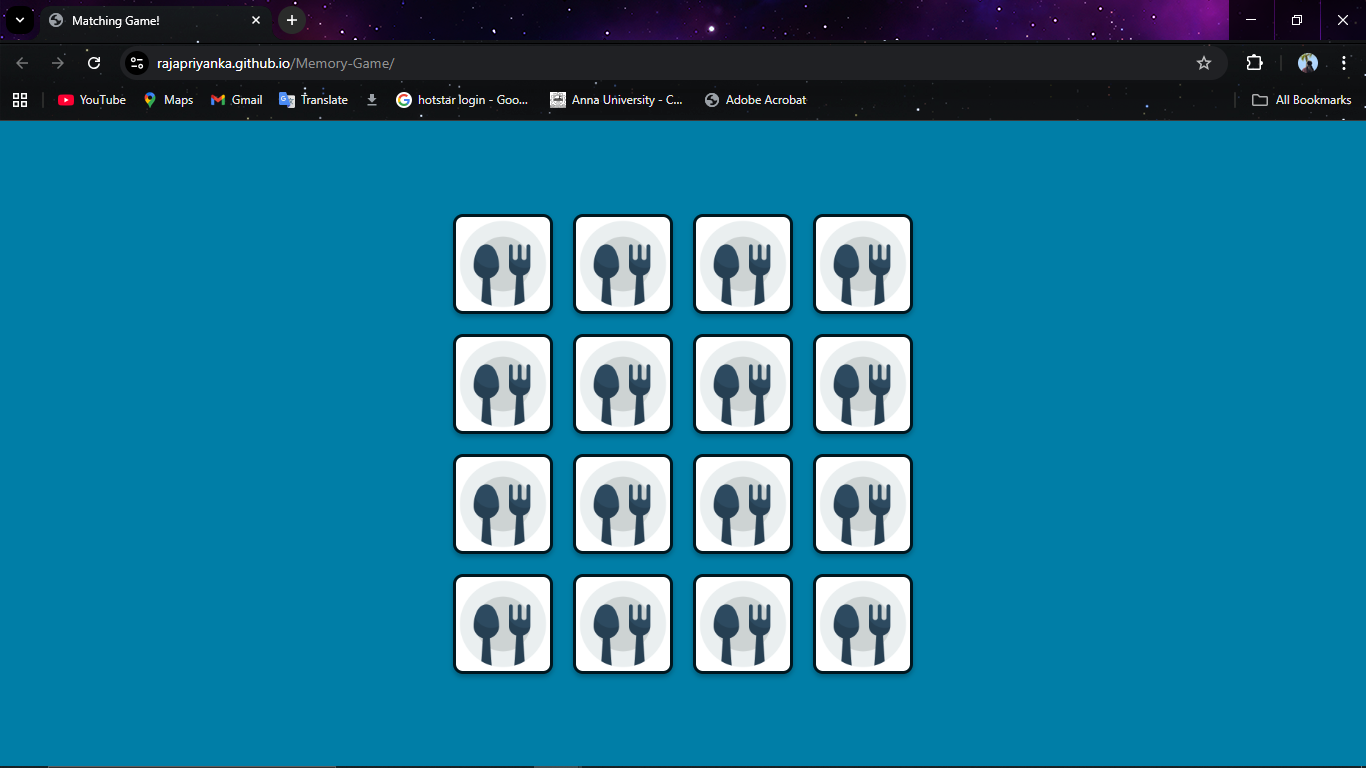 Matching Game!
rajapriyanka.github.io/Memory-Game/
YouTube Maps Gmail Translate hotstar login - Goo... Anna University - C... Adobe Acrobat All Bookmarks